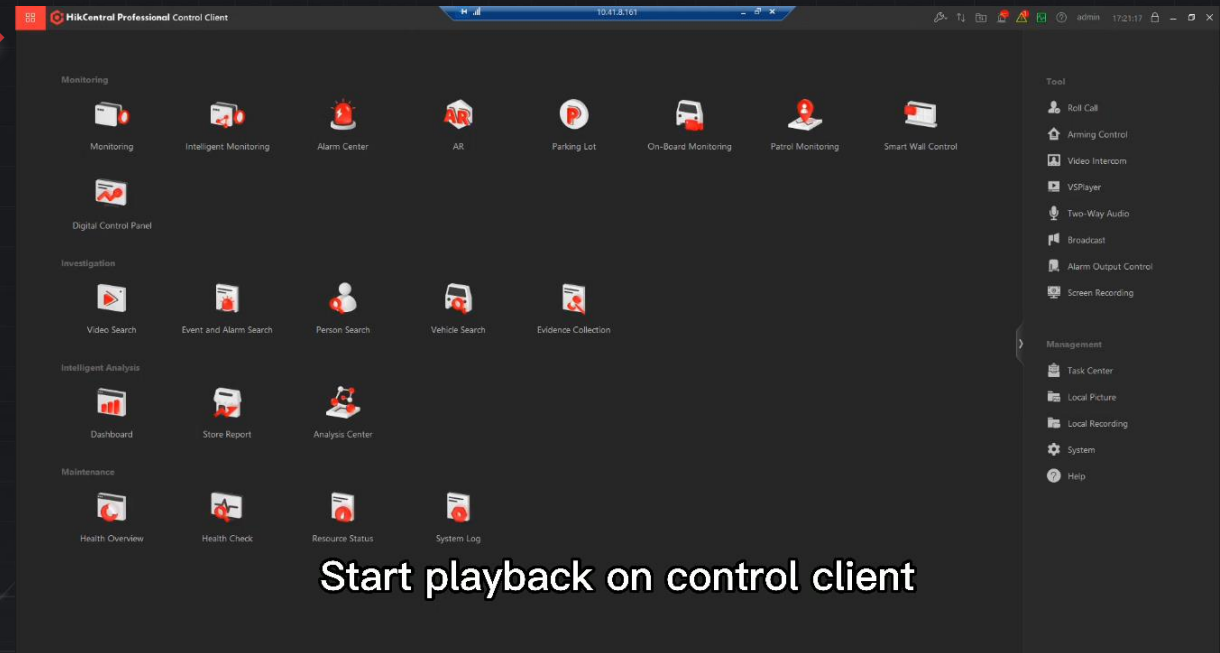 HikCentral Professional Control Client
10.41.8.161
admin 17:21:17
Monitoring
Monitoring Intelligent Monitoring Alarm Center AR Parking Lot On-Board Monitoring Patrol Monitoring Smart Wall Control
Digital Control Panel
Investigation
Video Search Event and Alarm Search Person Search Vehicle Search Evidence Collection
Intelligent Analysis
Dashboard Store Report Analysis Center
Maintenance
Health Overview Health Check Resource Status System Log
Tool
Roll Call
Arming Control
Video Intercom
VSPlayer
Two-Way Audio
Broadcast
Alarm Output Control
Screen Recording
Management
Task Center
Local Picture
Local Recording
System
Help
Start playback on control client